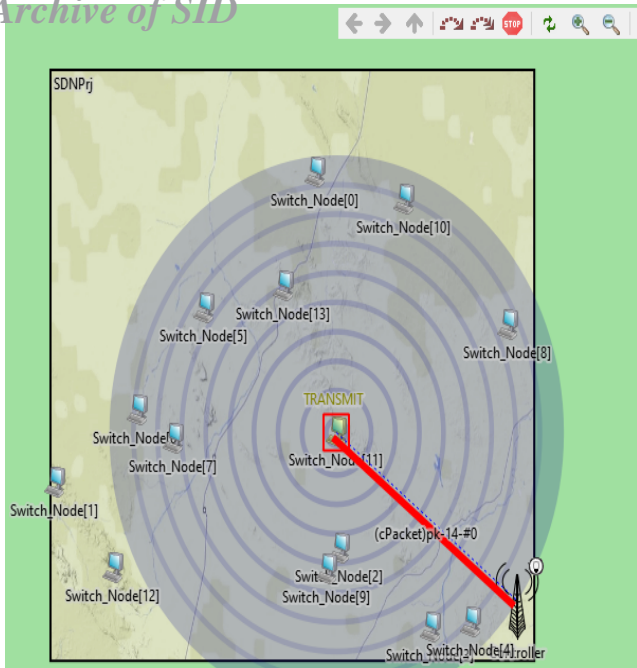 Archive of SID
STOP
SDNPrj
Switch_Node[0]
Switch_Node[10]
Switch_Node[13]
Switch_Node[5]
Switch_Node[8]
TRANSMIT
Switch_Node[11]
Switch_Node[7]
Switch_Node[1]
(cPacket)pk-14-#0
Switch_Node[2]
Switch_Node[12]
Switch_Node[9]
Switch_Node[4]